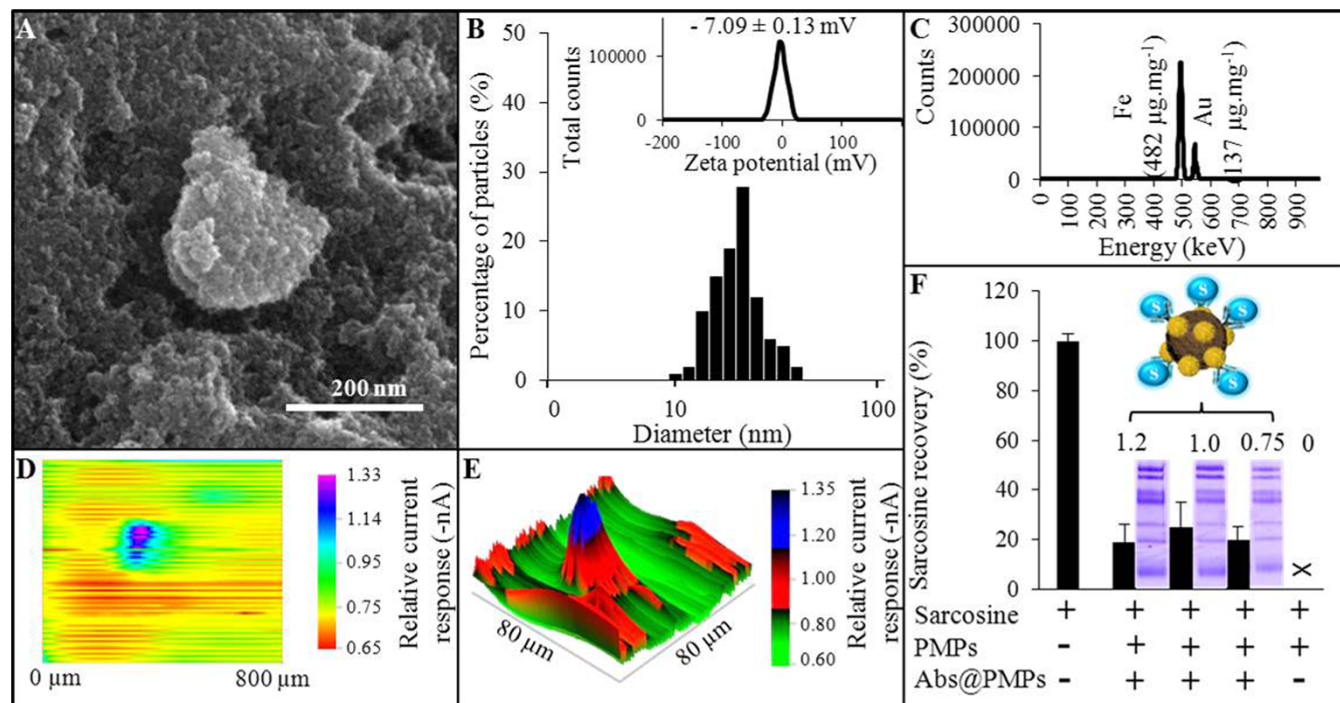 A
200 nm
B
Percentage of particles (%)
50
40
30
20
10
0
0
10
100
Diameter (nm)
- 7.09 ± 0.13 mV
Total counts
100000
0
-200
-100
0
100
Zeta potential (mV)
C
Counts
300000
200000
100000
0
Fe
(482 µg.mg-1)
Au
(137 µg.mg-1)
0
100
200
300
400
500
600
700
800
900
Energy (keV)
D
0 µm
800 µm
1.33
1.14
0.95
0.75
0.65
Relative current
response (-nA)
E
80 µm
80 µm
1.35
1.20
1.00
0.80
0.60
Relative current
response (-nA)
F
Sarcosine recovery (%)
120
100
80
60
40
20
0
S
S
S
S
S
1.2 1.0 0.75 0
X
Sarcosine + + + + +
PMPs - + + + +
Abs@PMPs - + + + -